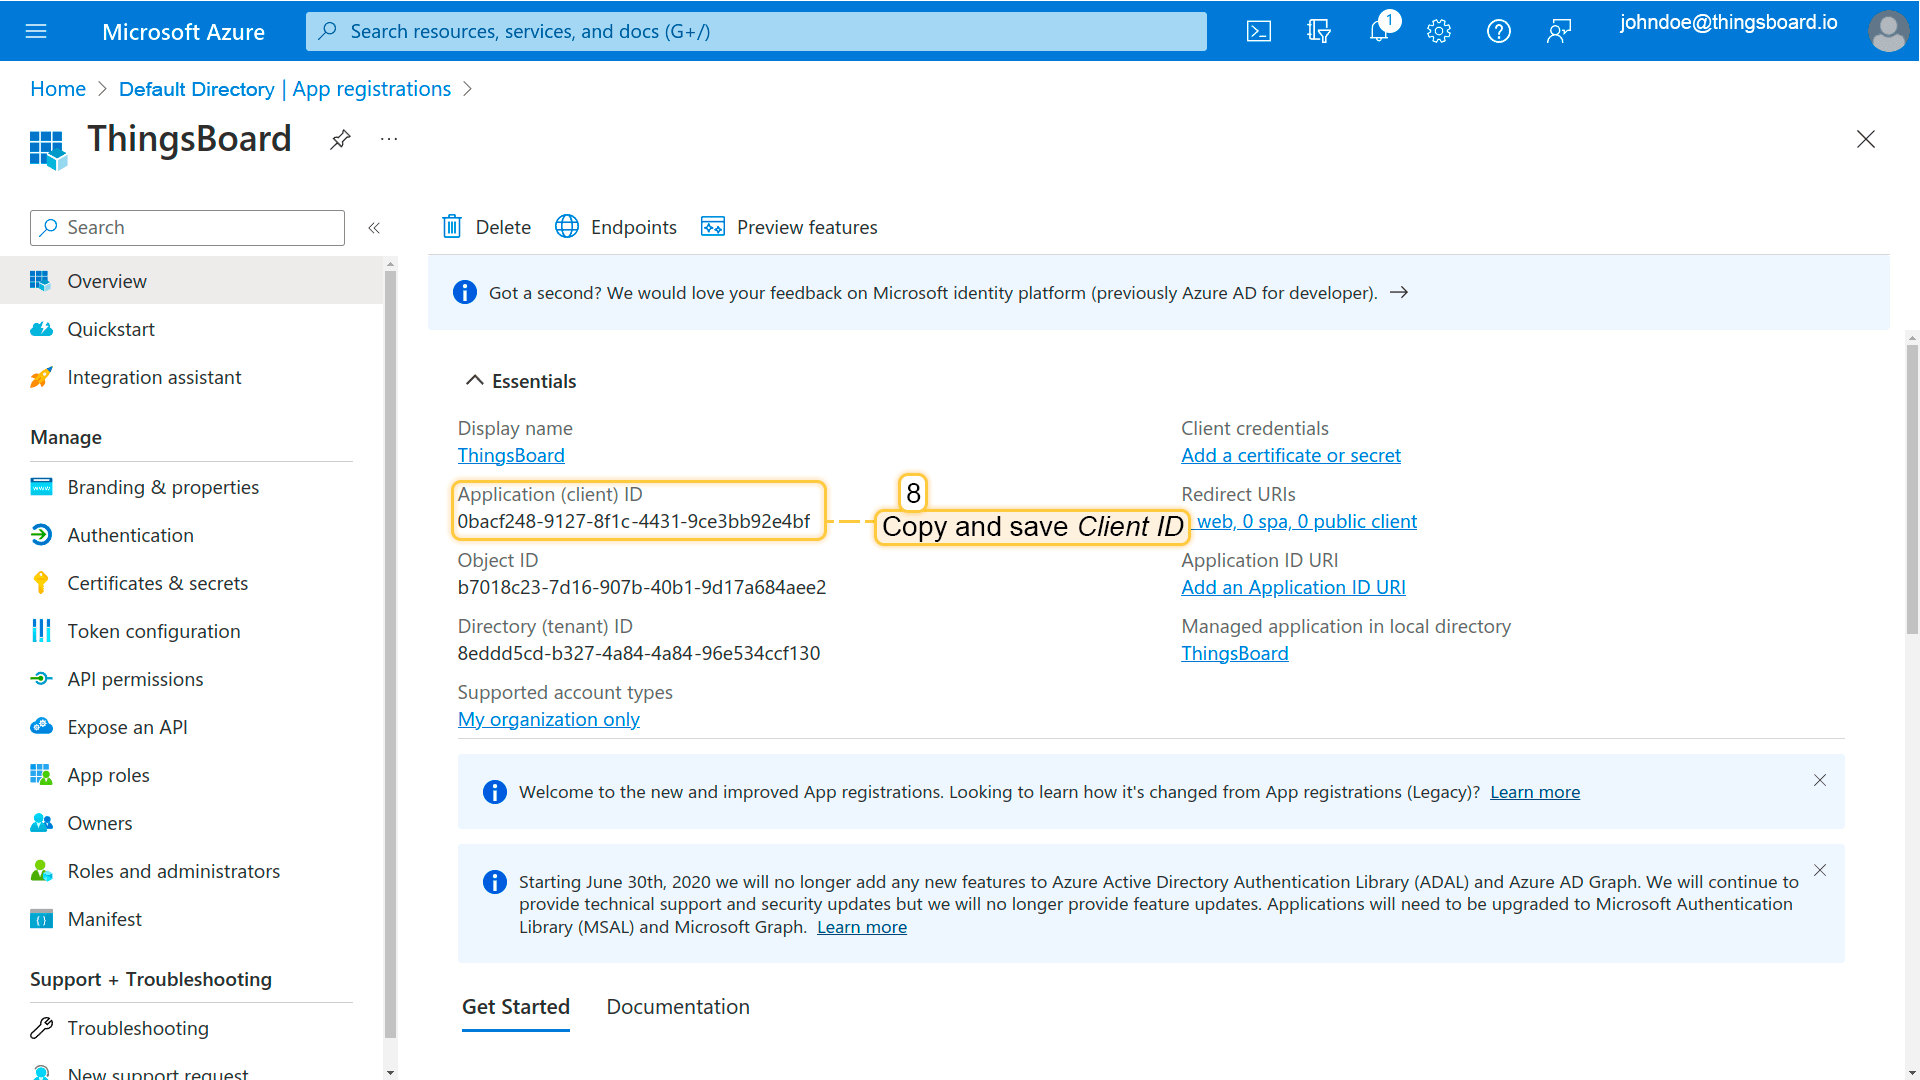 Microsoft Azure
Search resources, services, and docs (G+/)
1
johndoe@thingsboard.io
Home > Default Directory | App registrations >
ThingsBoard
Search
Delete
Endpoints
Preview features
Overview
Quickstart
Integration assistant
Manage
Branding & properties
Authentication
Certificates & secrets
Token configuration
API permissions
Expose an API
App roles
Owners
Roles and administrators
Manifest
Support + Troubleshooting
Troubleshooting
New support request
Got a second? We would love your feedback on Microsoft identity platform (previously Azure AD for developer). →
Essentials
Display name
ThingsBoard
Application (client) ID
0bacf248-9127-8f1c-4431-9ce3bb92e4bf
8
Copy and save Client ID
Object ID
b7018c23-7d16-907b-40b1-9d17a684aee2
Directory (tenant) ID
8eddd5cd-b327-4a84-4a84-96e534ccf130
Supported account types
My organization only
Client credentials
Add a certificate or secret
Redirect URIs
web, 0 spa, 0 public client
Application ID URI
Add an Application ID URI
Managed application in local directory
ThingsBoard
Welcome to the new and improved App registrations. Looking to learn how it's changed from App registrations (Legacy)? Learn more
Starting June 30th, 2020 we will no longer add any new features to Azure Active Directory Authentication Library (ADAL) and Azure AD Graph. We will continue to
provide technical support and security updates but we will no longer provide feature updates. Applications will need to be upgraded to Microsoft Authentication
Library (MSAL) and Microsoft Graph. Learn more
Get Started
Documentation